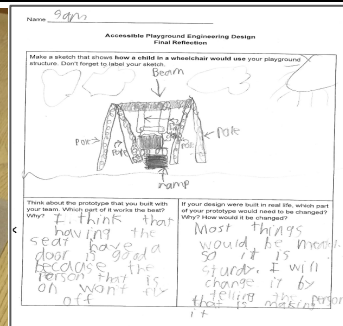 Name Sam
Accessible Playground Engineering Design
Final Reflection
Make a sketch that shows how a child in a wheelchair would use your playground
structure. Don't forget to label your sketch.
Beam
Pole
Pole
ramp
Think about the prototype that you built with
your team. Which part of it works the best?
Why? I think that
having the
seat have a
door is good
because the
Person that is
on won't fly
off
If your design were built in real life, which part
of your prototype would need to be changed?
Why? How would it be changed?
Most things
would be
so it is
sturdy. I will
change it by
telling the person
that is making
it